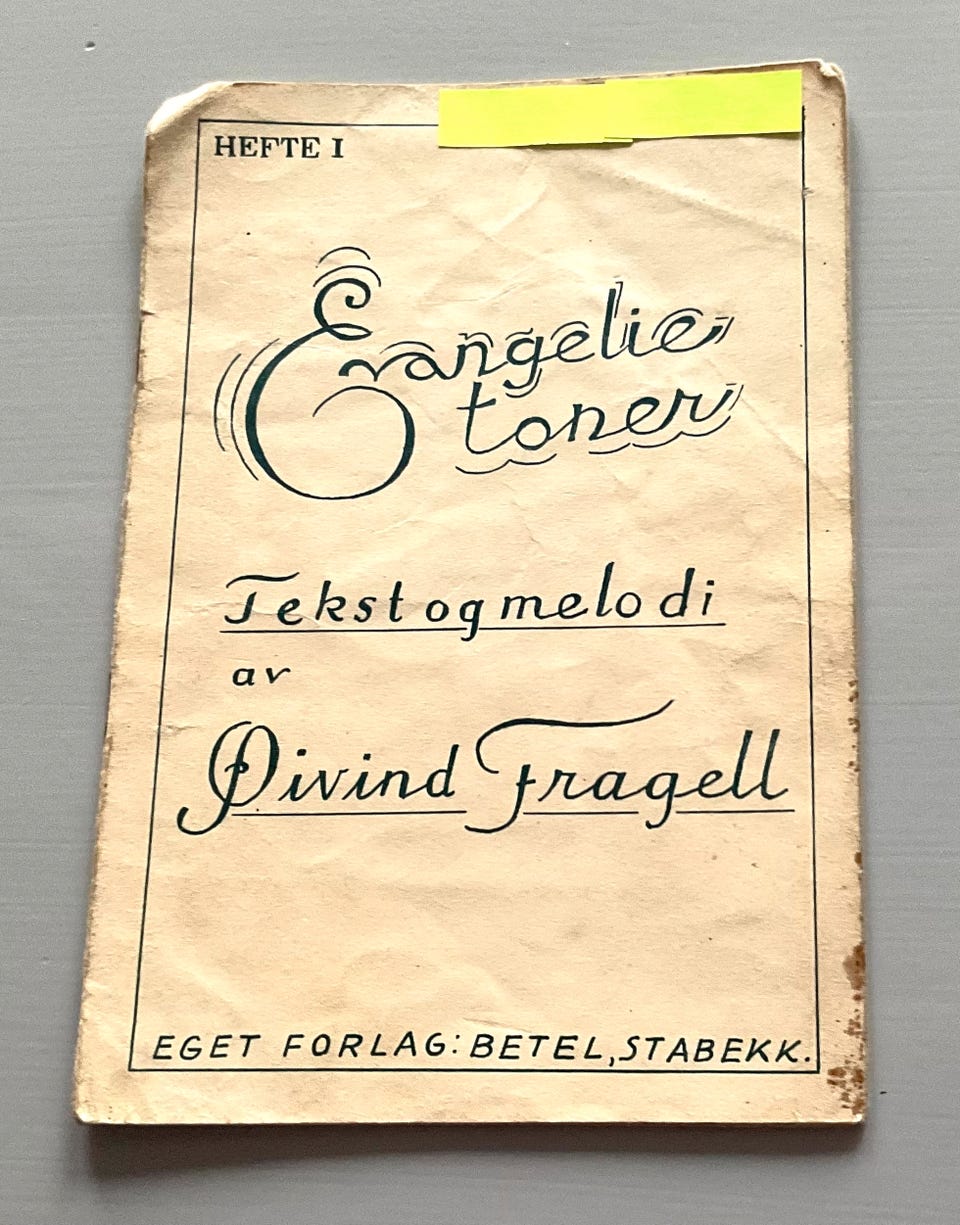 HEFTE I
Evangelie
toner
Tekst og melodi
av
Øivind Fragell
EGET FORLAG: BETEL, STABEKK.